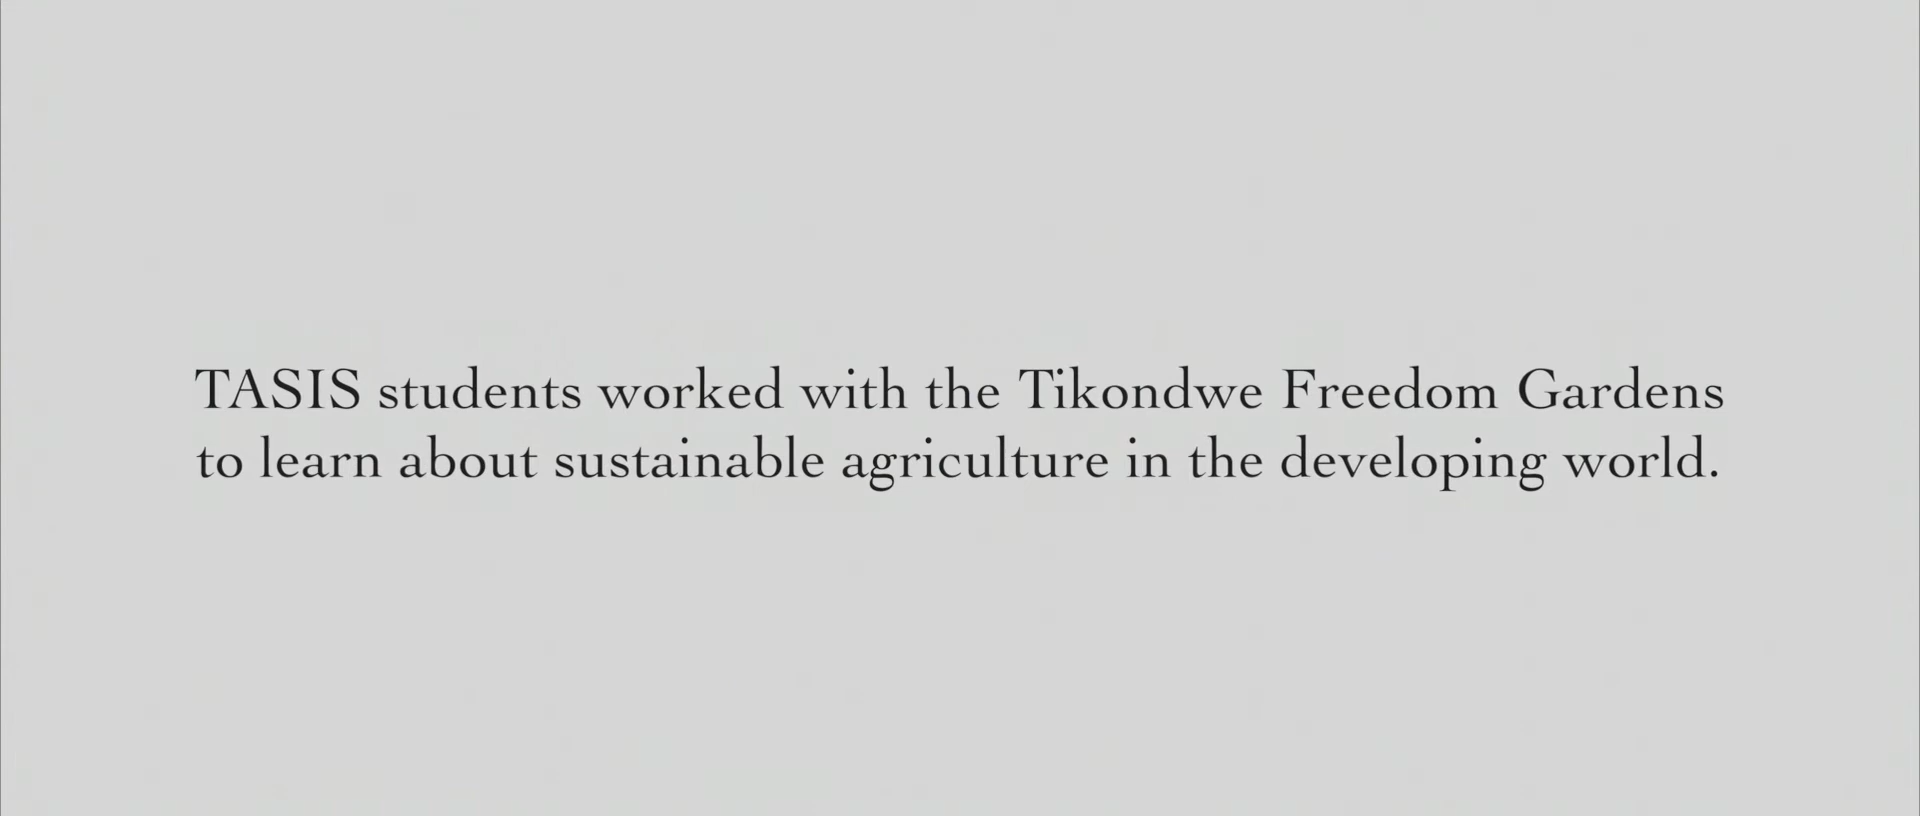 TASIS students worked with the Tikondwe Freedom Gardens
to learn about sustainable agriculture in the developing world.